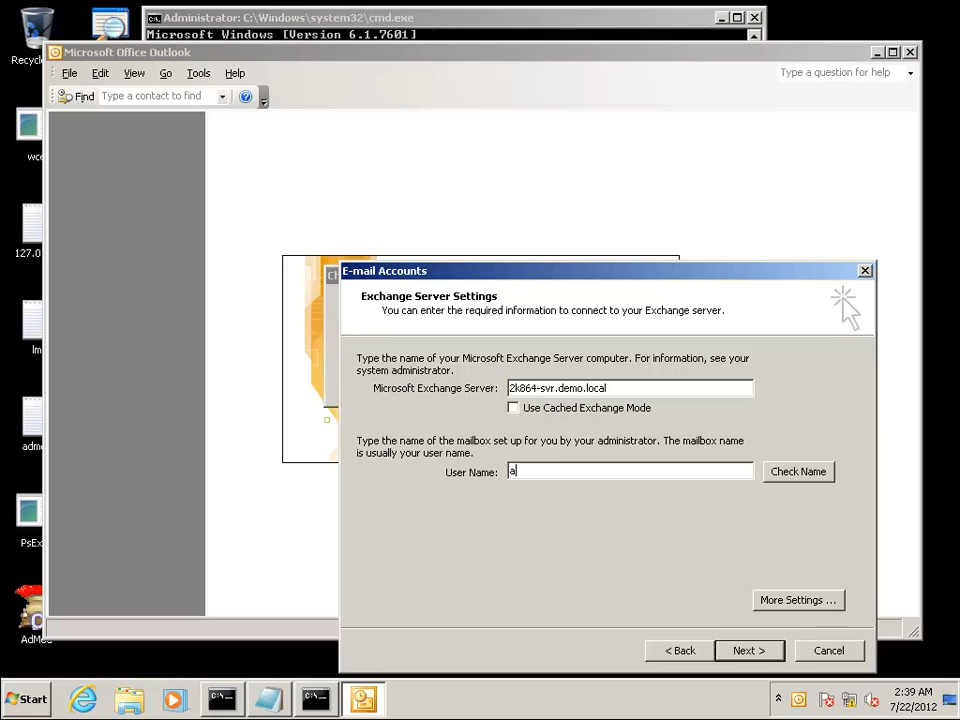 Administrator: C:\Windows\system32\cmd.exe
Microsoft Windows [Version 6.1.7601]
Recycle
Microsoft Office Outlook
File Edit View Go Tools Help
Type a question for help
Find Type a contact to find
wce
127.0
lm
adm
PsEx
AdMod
E-mail Accounts
Exchange Server Settings
You can enter the required information to connect to your Exchange server.
Type the name of your Microsoft Exchange Server computer. For information, see your
system administrator.
Microsoft Exchange Server: 2k864-svr.demo.local
Use Cached Exchange Mode
Type the name of the mailbox set up for you by your administrator. The mailbox name
is usually your user name.
User Name: a
Check Name
More Settings ...
< Back Next > Cancel
Start
2:39 AM
7/22/2012